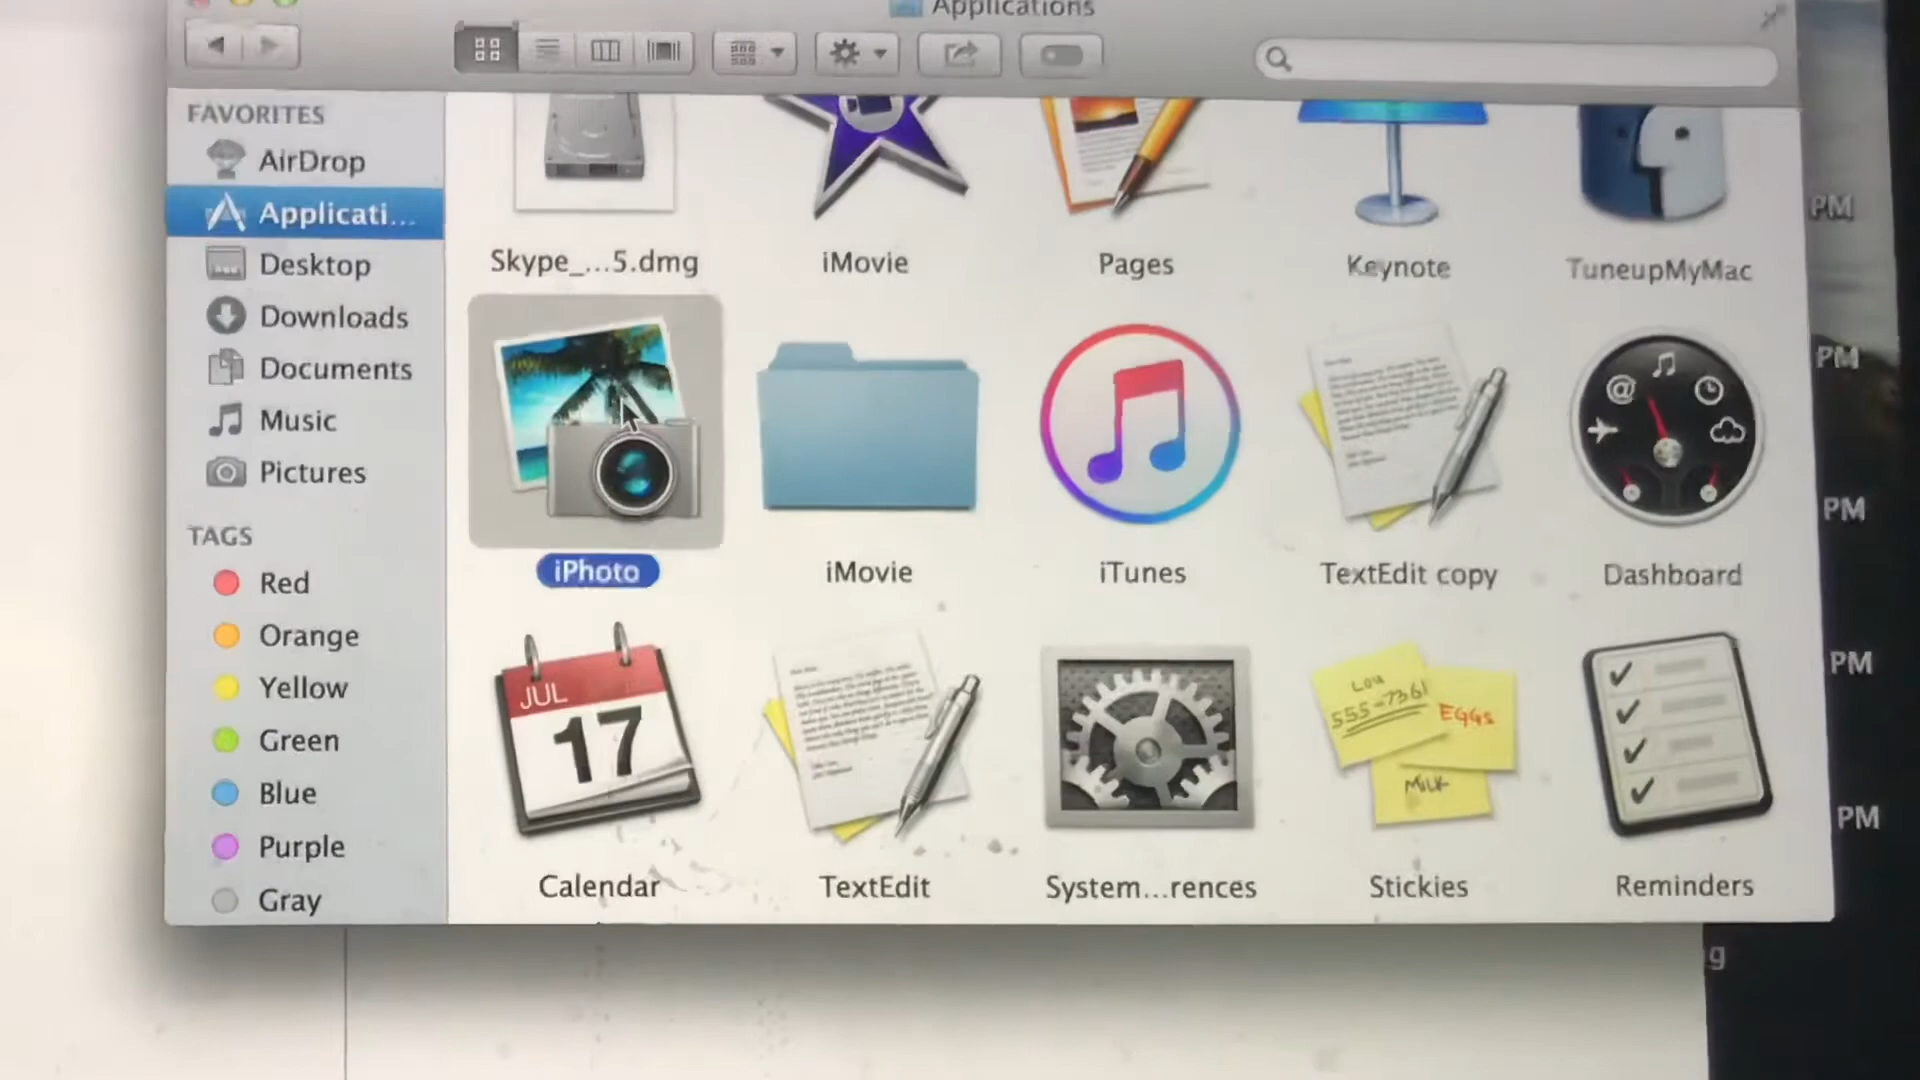 Applications
FAVORITES
AirDrop
Applicati...
Desktop
Downloads
Documents
Music
Pictures
TAGS
Red
Orange
Yellow
Green
Blue
Purple
Gray
Skype_...5.dmg
iMovie
Pages
Keynote
TuneupMyMac
iPhoto
iMovie
iTunes
TextEdit copy
Dashboard
JUL
17
Lou
555-7361
EGGS
MILK
Calendar
TextEdit
System...rences
Stickies
Reminders
PM
PM
PM
PM
PM
g